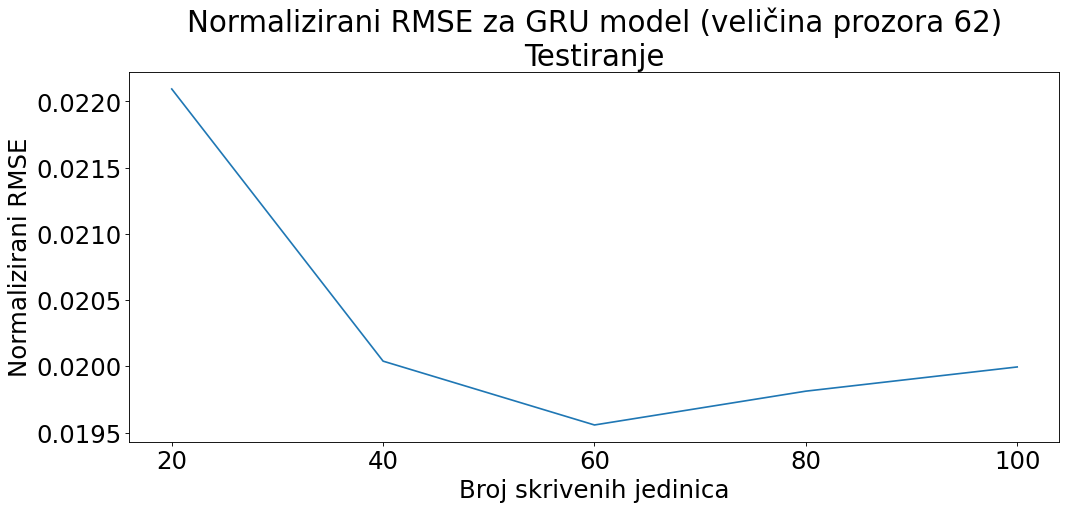 Normalizirani RMSE za GRU model (veličina prozora 62)
Testiranje
Normalizirani RMSE
0.0220
0.0215
0.0210
0.0205
0.0200
0.0195
20 40 60 80 100
Broj skrivenih jedinica